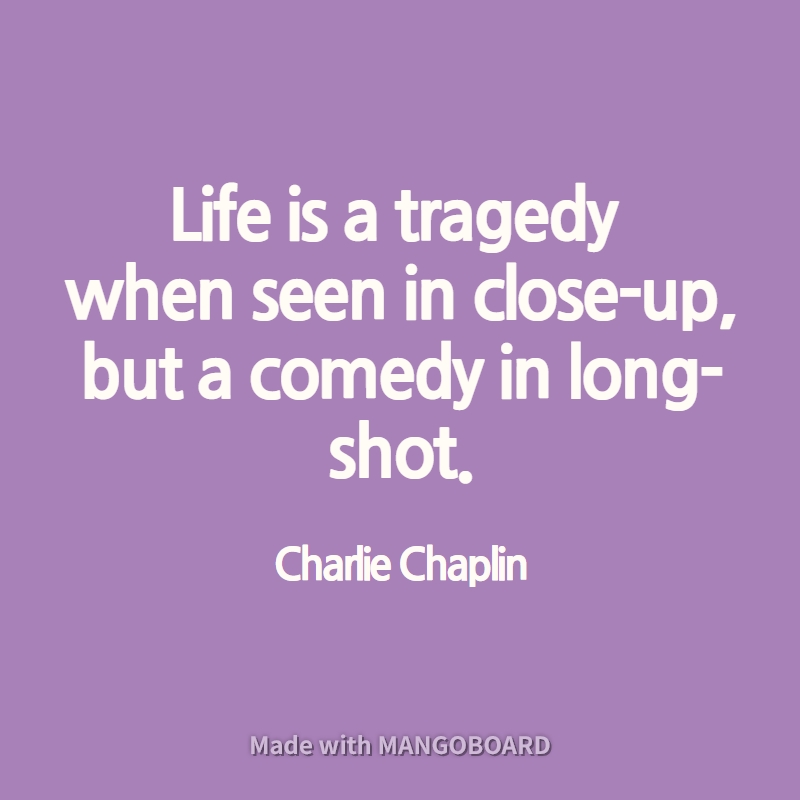 Life is a tragedy
when seen in close-up,
but a comedy in long-
shot.
Charlie Chaplin
Made with MANGOBOARD